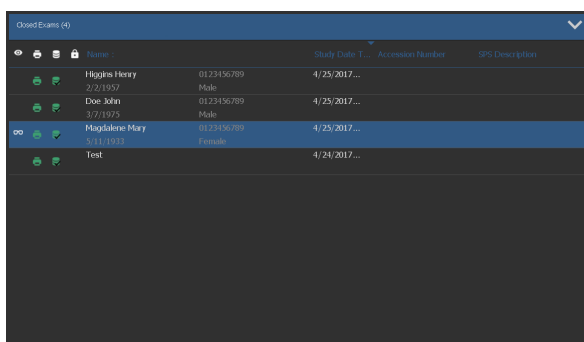 Closed Exams (4)
Name : Study Date T... Accession Number SPS Description
Higgins Henry 0123456789 4/25/2017...
2/2/1957 Male
Doe John 0123456789 4/25/2017...
3/7/1975 Male
Magdalene Mary 0123456789 4/25/2017...
5/11/1933 Female
Test 4/24/2017...